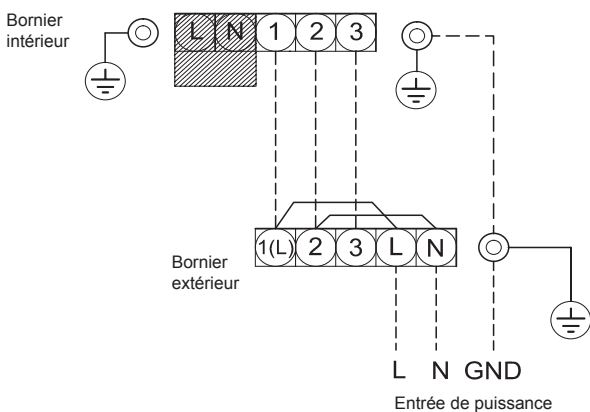 Bornier
intérieur
L N 1 2 3
1(L) 2 3 L N
Bornier
extérieur
L N GND
Entrée de puissance